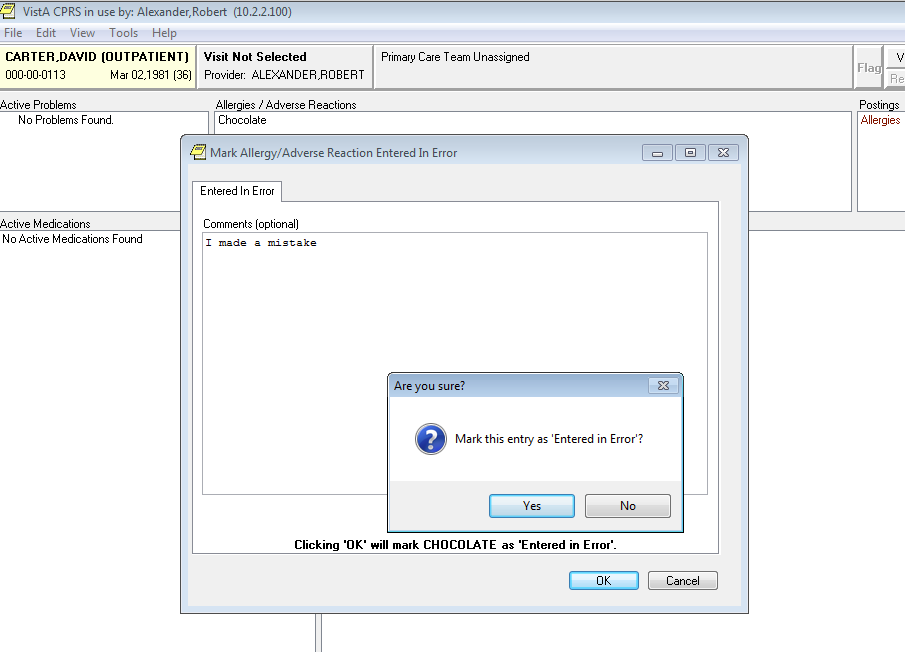 VistA CPRS in use by: Alexander,Robert (10.2.2.100)
File Edit View Tools Help
CARTER,DAVID (OUTPATIENT)
000-00-0113 Mar 02,1981 (36)
Visit Not Selected
Provider: ALEXANDER,ROBERT
Primary Care Team Unassigned
Flag
V
Re
Active Problems
No Problems Found.
Allergies / Adverse Reactions
Chocolate
Postings
Allergies
Active Medications
No Active Medications Found
Mark Allergy/Adverse Reaction Entered In Error
Entered In Error
Comments (optional)
I made a mistake
Are you sure?
Mark this entry as 'Entered in Error'?
Yes No
Clicking 'OK' will mark CHOCOLATE as 'Entered in Error'.
OK Cancel